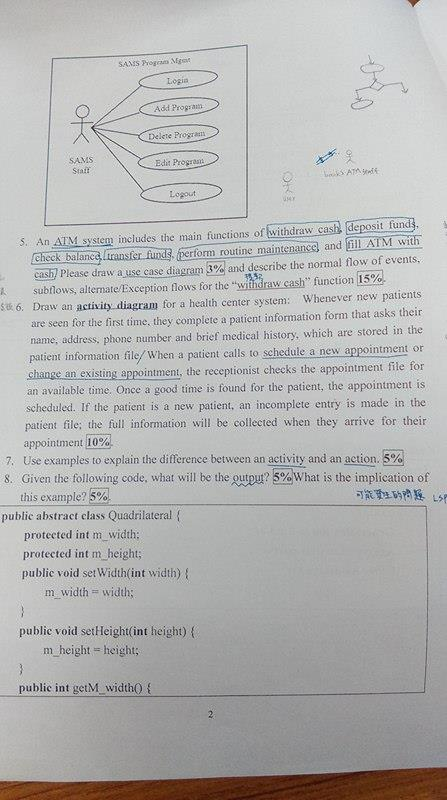 SAMS Program Mgmt
Login
Add Program
Delete Program
Edit Program
Logout
SAMS
Staff
user
bank's ATM staff
5. An ATM system includes the main functions of withdraw cash, deposit funds,
check balance, transfer funds, perform routine maintenance, and fill ATM with
cash. Please draw a use case diagram 3% and describe the normal flow of events,
subflows, alternate/Exception flows for the "withdraw cash" function 15%.
6. Draw an activity diagram for a health center system: Whenever new patients
are seen for the first time, they complete a patient information form that asks their
name, address, phone number and brief medical history, which are stored in the
patient information file. When a patient calls to schedule a new appointment or
change an existing appointment, the receptionist checks the appointment file for
an available time. Once a good time is found for the patient, the appointment is
scheduled. If the patient is a new patient, an incomplete entry is made in the
patient file; the full information will be collected when they arrive for their
appointment 10%.
7. Use examples to explain the difference between an activity and an action. 5%
8. Given the following code, what will be the output? 5% What is the implication of
this example? 5%
可能產生的問題 LSP
public abstract class Quadrilateral {
protected int m_width;
protected int m_height;
public void setWidth(int width) {
m_width = width;
}
public void setHeight(int height) {
m_height = height;
}
public int getM_width() {
2